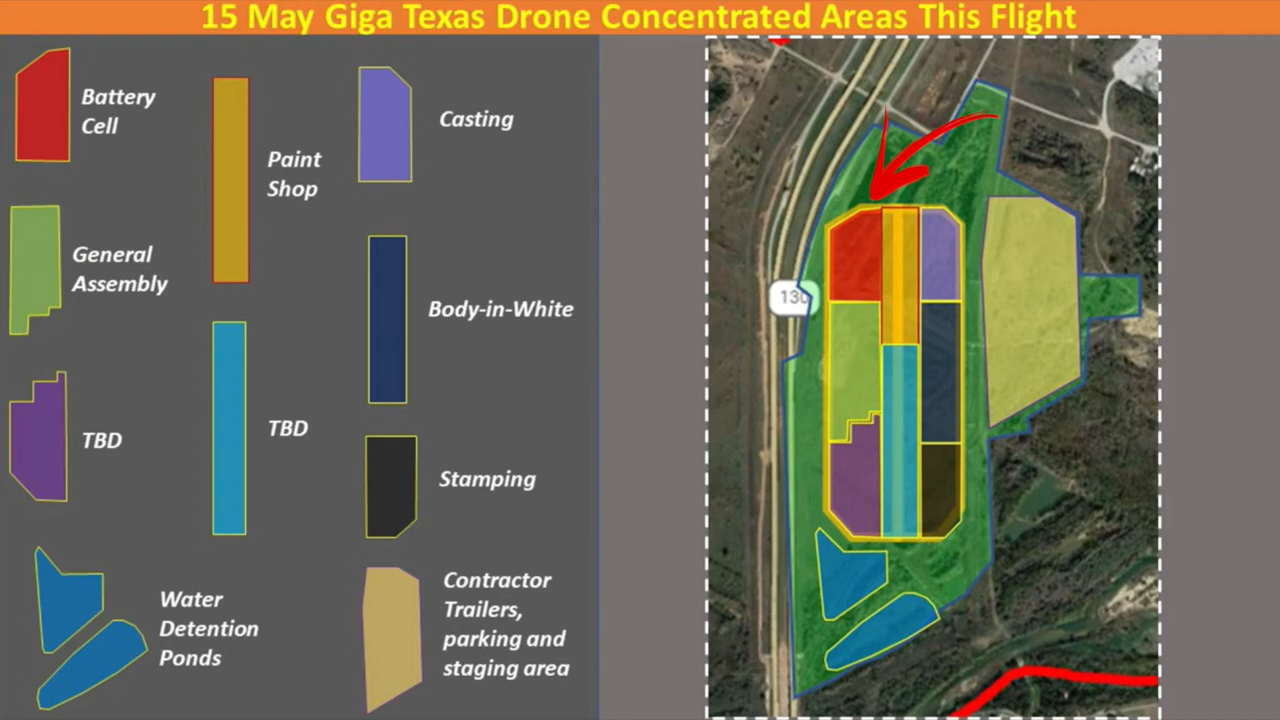 15 May Giga Texas Drone Concentrated Areas This Flight
Battery
Cell
Paint
Shop
Casting
General
Assembly
Body-in-White
TBD
TBD
Stamping
Water
Detention
Ponds
Contractor
Trailers,
parking and
staging area
130